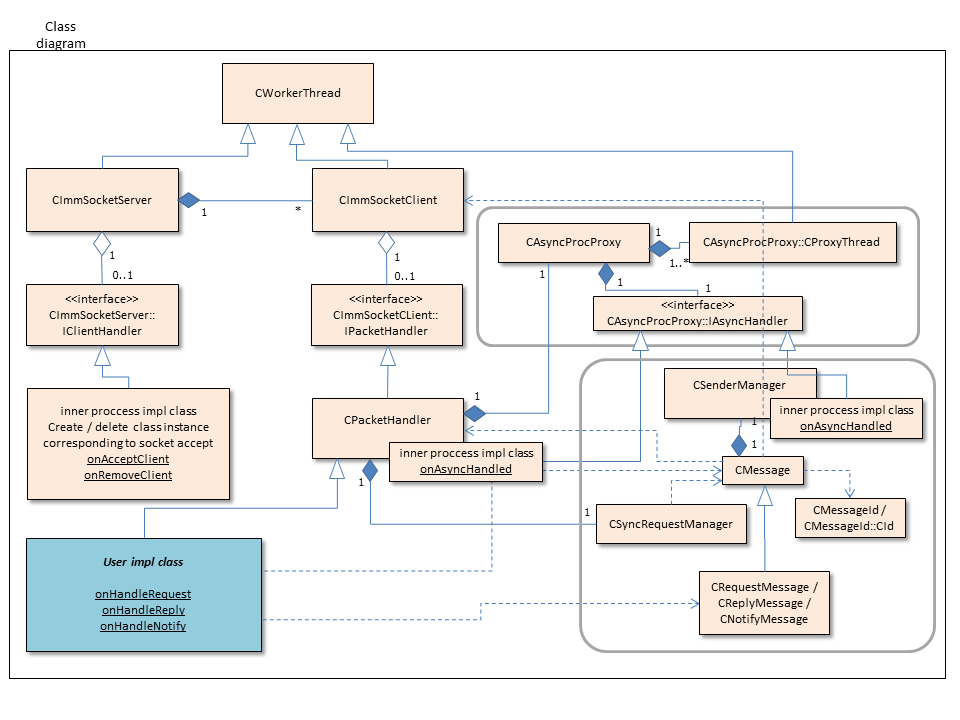 Class
diagram
CWorkerThread
CImmSocketServer
1
*
CImmSocketClient
CAsyncProcProxy
1
1..*
CAsyncProcProxy::CProxyThread
1
0..1
1
0..1
1
1
1
<<interface>>
CImmSocketServer::
IClientHandler
<<interface>>
CImmSocketCLient::
IPacketHandler
<<interface>>
CAsyncProcProxy::IAsyncHandler
inner proccess impl class
Create / delete class instance
corresponding to socket accept
onAcceptClient
onRemoveClient
CPacketHandler
1
inner proccess impl class
onAsyncHandled
1
CSenderManager
inner proccess impl class
onAsyncHandled
1
1
CMessage
CMessageId /
CMessageId::CId
1
CSyncRequestManager
User impl class
onHandleRequest
onHandleReply
onHandleNotify
CRequestMessage /
CReplyMessage /
CNotifyMessage